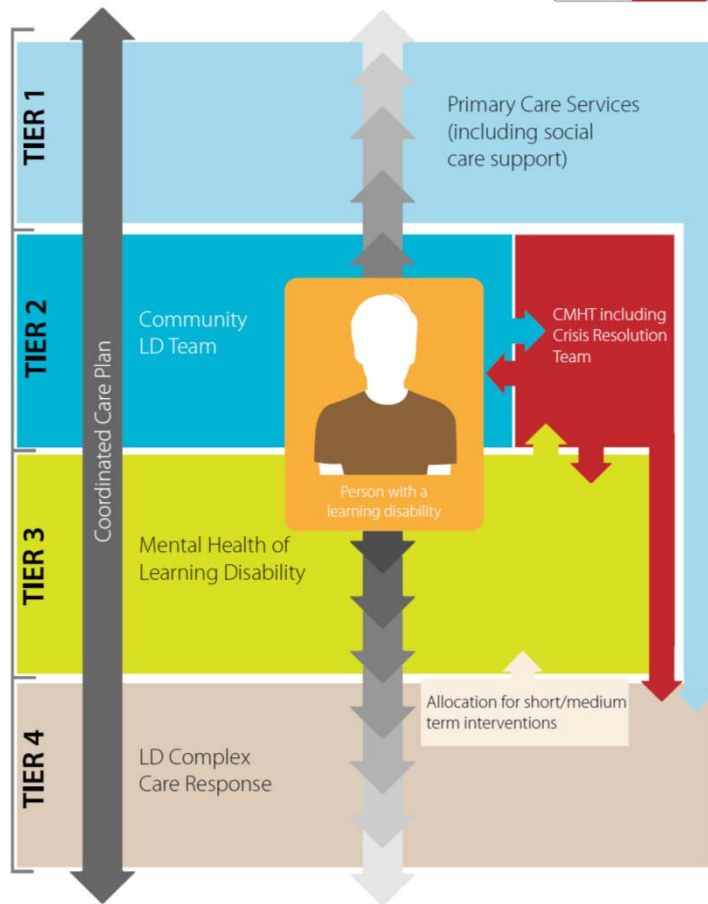 TIER 1
Primary Care Services
(including social
care support)
Coordinated Care Plan
TIER 2
Community
LD Team
CMHT including
Crisis Resolution
Team
Person with a
learning disability
TIER 3
Mental Health of
Learning Disability
Allocation for short/medium
term interventions
TIER 4
LD Complex
Care Response